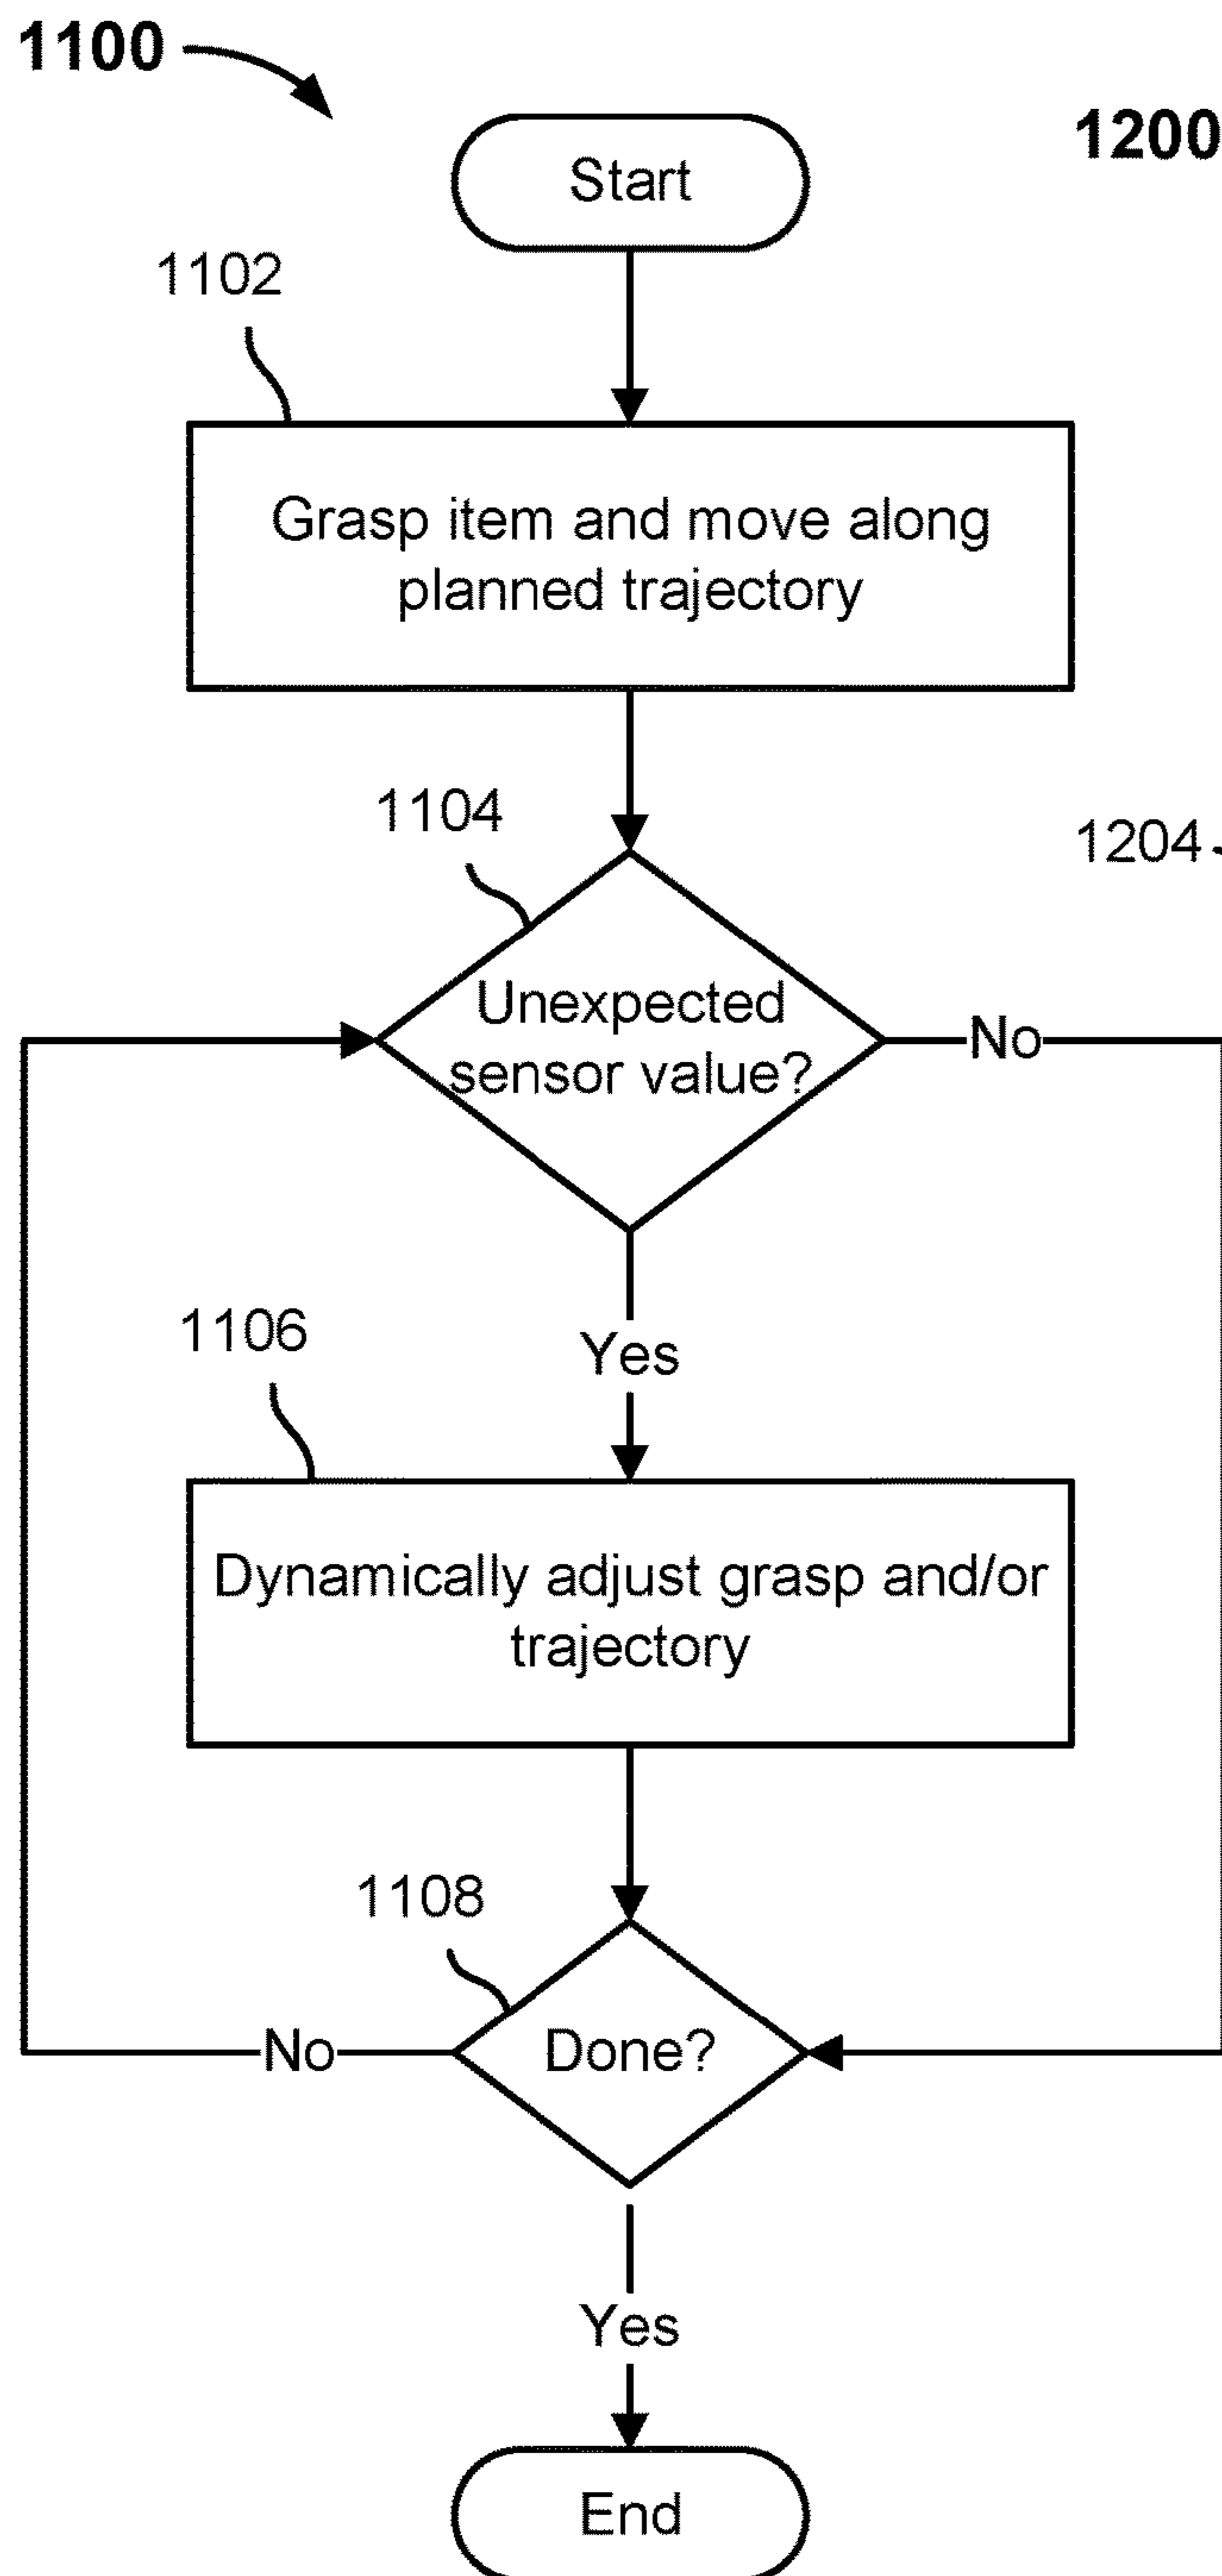 1100
1200
Start
1102
Grasp item and move along
planned trajectory
1104
1204
Unexpected
sensor value?
No
Yes
1106
Dynamically adjust grasp and/or
trajectory
1108
Done?
No
Yes
End